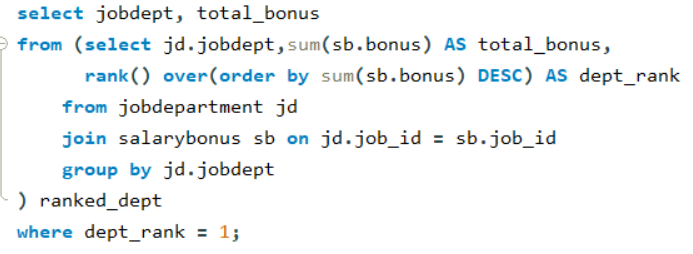 select jobdept, total_bonus
from (select jd.jobdept,sum(sb.bonus) AS total_bonus,
rank() over(order by sum(sb.bonus) DESC) AS dept_rank
from jobdepartment jd
join salarybonus sb on jd.job_id = sb.job_id
group by jd.jobdept
) ranked_dept
where dept_rank = 1;